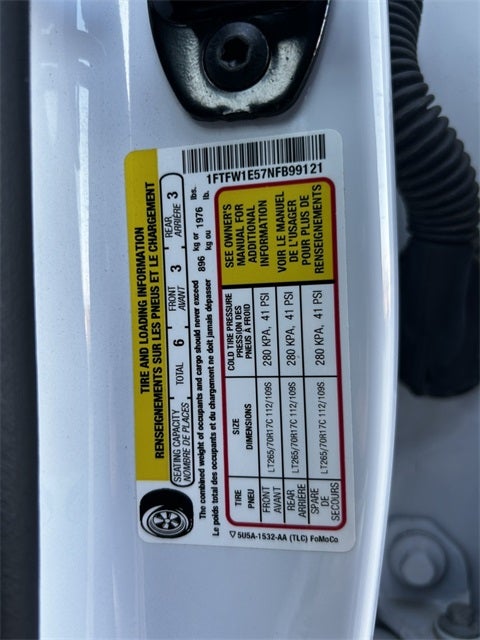 1FTFW1E57NFB99121
TIRE AND LOADING INFORMATION
RENSEIGNEMENTS SUR LES PNEUS ET LE CHARGEMENT
SEATING CAPACITY TOTAL 6 FRONT 3 REAR 3
NOMBRE DE PLACES AVANT ARRIÈRE
The combined weight of occupants and cargo should never exceed 896 kg or 1976 lbs.
Le poids total des occupants et du chargement ne doit jamais dépasser kg ou lb.
TIRE SIZE COLD TIRE PRESSURE
PNEU DIMENSIONS PRESSION DES
PNEUS A FROID
FRONT LT265/70R17C 112/109S 280 KPA, 41 PSI
AVANT
REAR LT265/70R17C 112/109S 280 KPA, 41 PSI
ARRIÈRE
SPARE LT265/70R17C 112/109S 280 KPA, 41 PSI
DE
SECOURS
SEE OWNER'S
MANUAL FOR
ADDITIONAL
INFORMATION
VOIR LE MANUEL
DE L'USAGER
POUR PLUS DE
RENSEIGNEMENTS
5U5A-1532-AA (TLC) FoMoCo